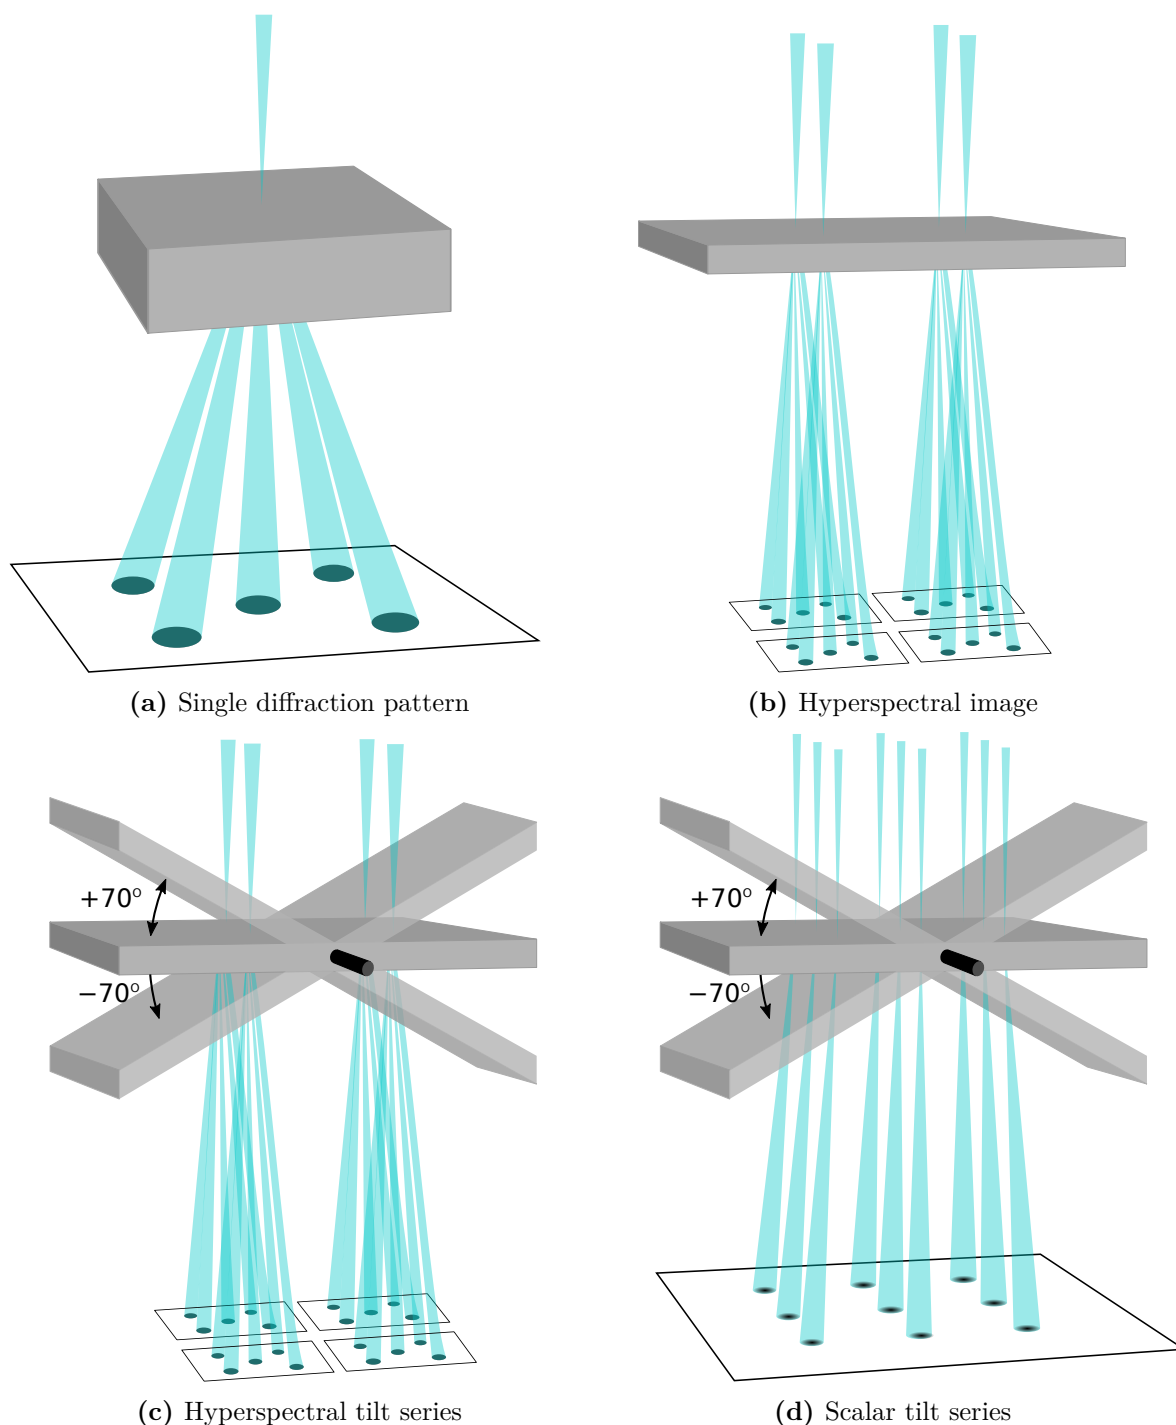 (a) Single diffraction pattern
(b) Hyperspectral image
+70°
−70°
(c) Hyperspectral tilt series
+70°
−70°
(d) Scalar tilt series